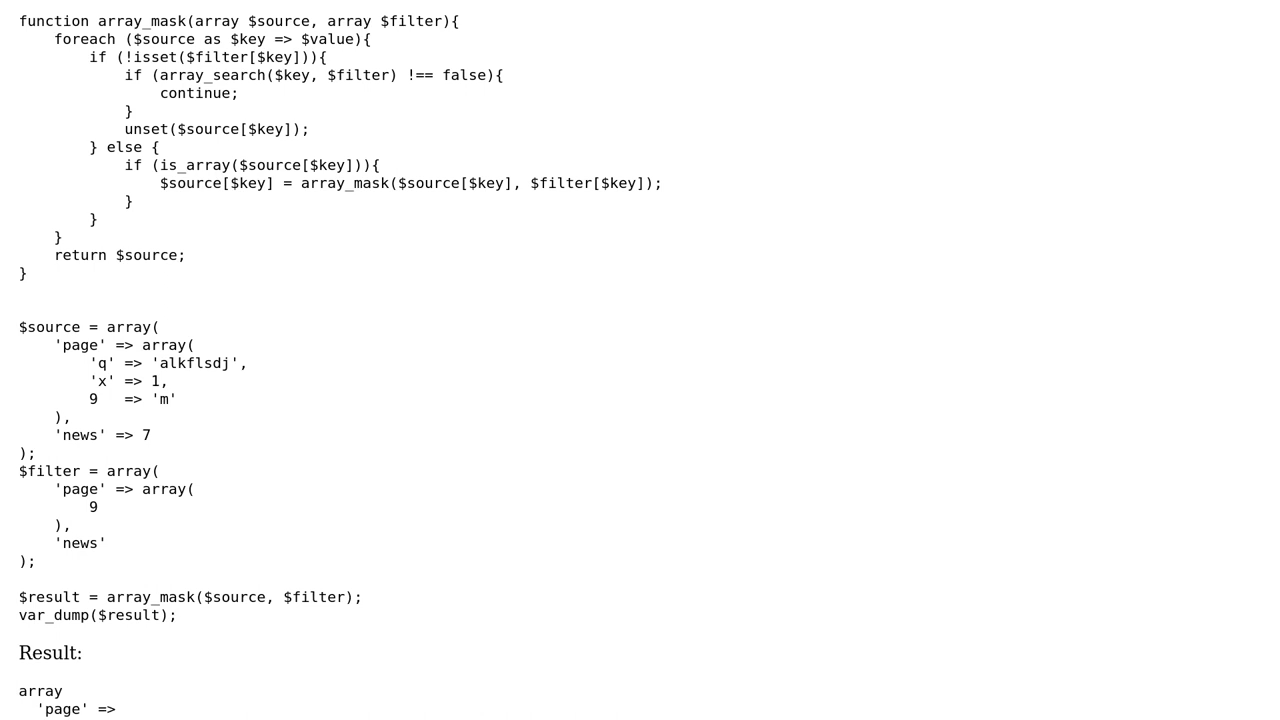 function array_mask(array $source, array $filter){
    foreach ($source as $key => $value){
        if (!isset($filter[$key])){
            if (array_search($key, $filter) !== false){
                continue;
            }
            unset($source[$key]);
        } else {
            if (is_array($source[$key])){
                $source[$key] = array_mask($source[$key], $filter[$key]);
            }
        }
    }
    return $source;
}
$source = array(
    'page' => array(
        'q' => 'alkflsdj',
        'x' => 1,
        9   => 'm'
    ),
    'news' => 7
);
$filter = array(
    'page' => array(
        9
    ),
    'news'
);
$result = array_mask($source, $filter);
var_dump($result);
Result:
array
  'page' =>